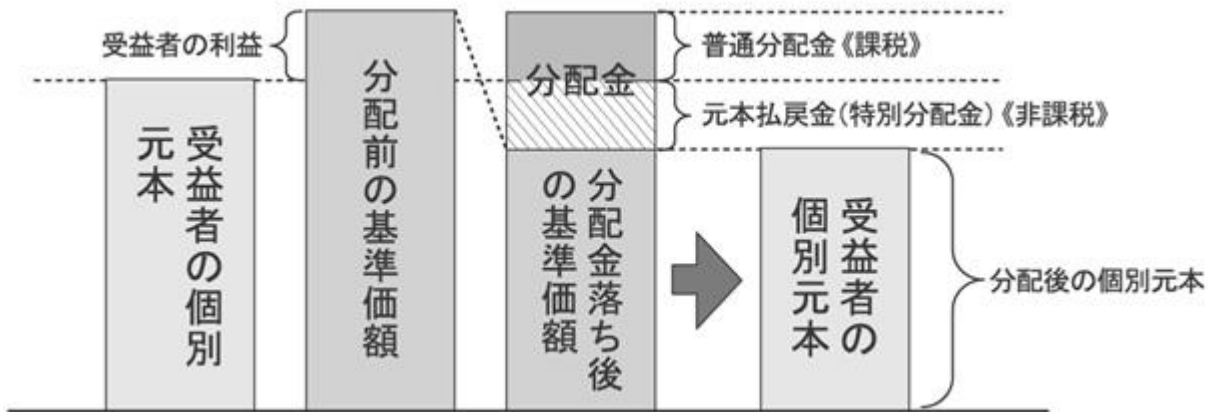 受益者の利益
受益者の個別
元本
分配前の基準価額
分配金
分配金落ち後
の基準価額
普通分配金《課税》
元本払戻金(特別分配金)《非課税》
受益者の
個別元本
分配後の個別元本